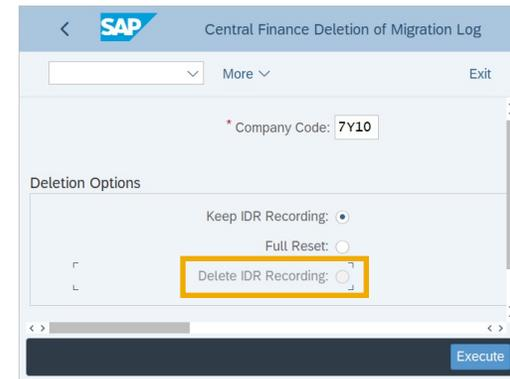 SAP Central Finance Deletion of Migration Log
More Exit
* Company Code: 7Y10
Deletion Options
Keep IDR Recording:
Full Reset:
Delete IDR Recording:
Execute